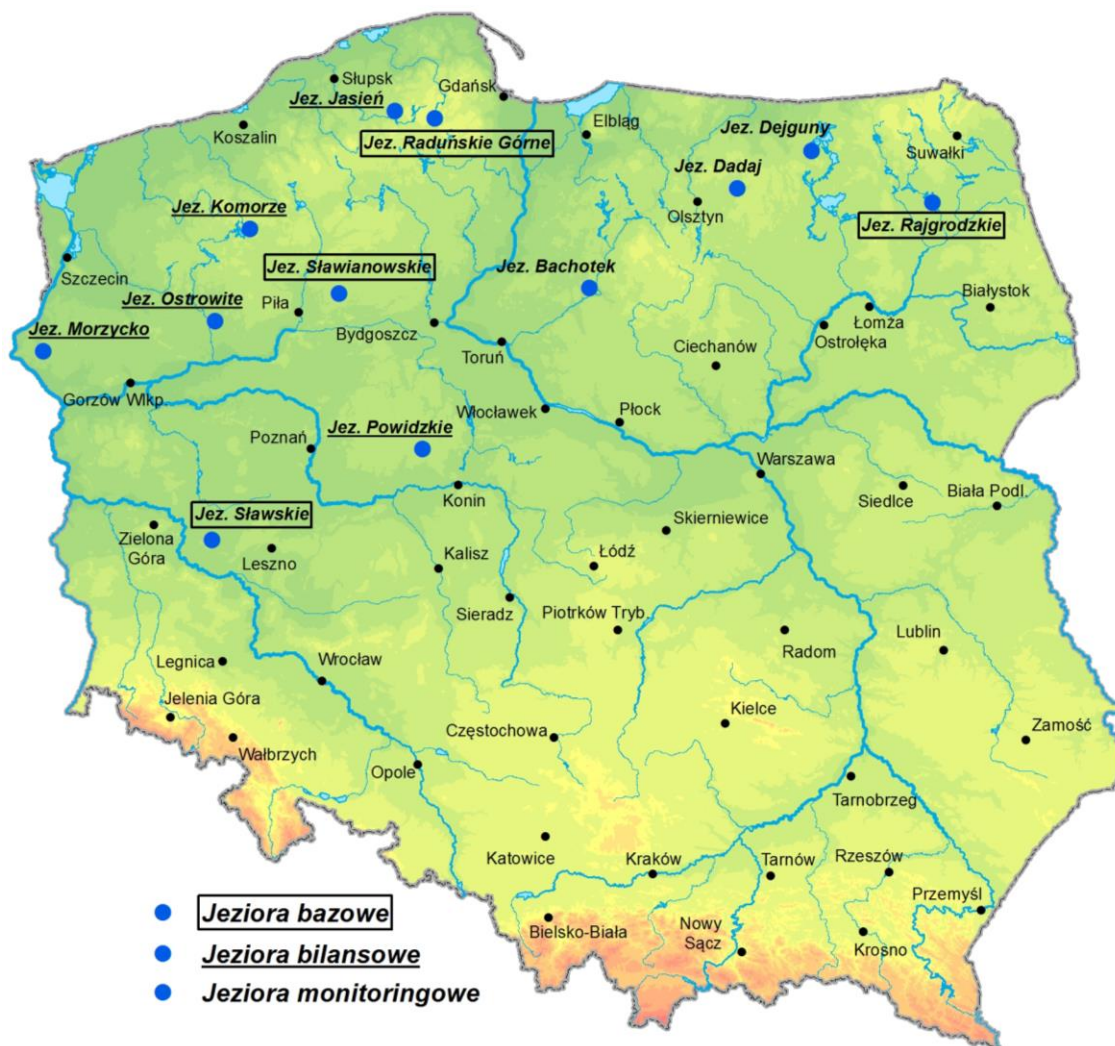 Słupsk
Jez. Jasień
Gdańsk
Koszalin
Jez. Raduńskie Górne
Elbląg
Jez. Dejguny
Suwałki
Jez. Dadaj
Olsztyn
Jez. Komorze
Jez. Rajgrodzkie
Szczecin
Jez. Sławianowskie
Jez. Bachotek
Jez. Ostrowite
Piła
Białystok
Jez. Morzycko
Bydgoszcz
Toruń
Ciechanów
Łomża
Ostrołęka
Gorzów Wlkp.
Włocławek
Płock
Poznań
Jez. Powidzkie
Warszawa
Konin
Siedlce
Biała Podl.
Jez. Sławskie
Skierniewice
Zielona
Góra
Leszno
Kalisz
Łódź
Sieradz
Piotrków Tryb.
Radom
Lublin
Legnica
Wrocław
Jelenia Góra
Kielce
Częstochowa
Zamość
Wałbrzych
Opole
Tarnobrzeg
Katowice
Kraków
Tarnów
Rzeszów
Przemyśl
Bielsko-Biała
Nowy
Sącz
Krosno
Jeziora bazowe
Jeziora bilansowe
Jeziora monitoringowe